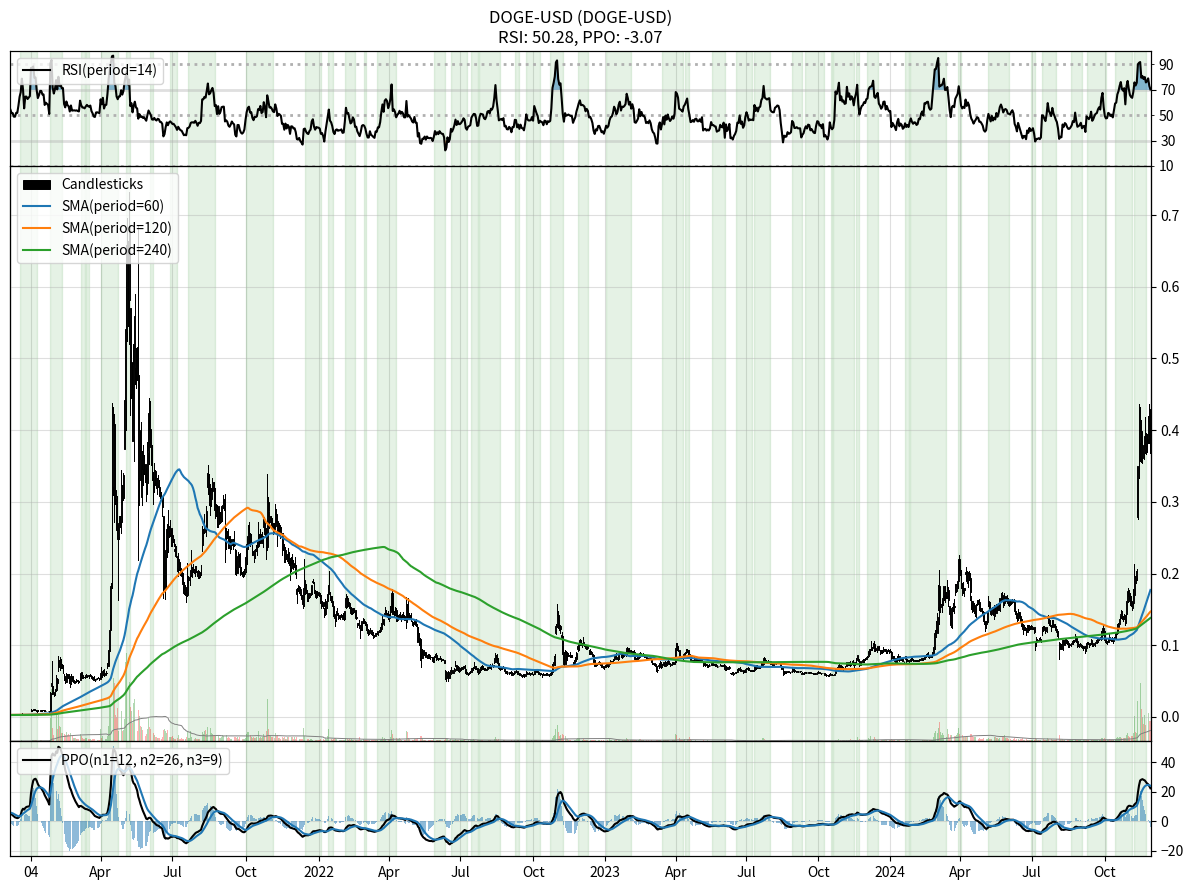 DOGE-USD (DOGE-USD)
RSI: 50.28, PPO: -3.07
RSI(period=14)
90
70
50
30
10
Candlesticks
SMA(period=60)
SMA(period=120)
SMA(period=240)
0.7
0.6
0.5
0.4
0.3
0.2
0.1
0.0
PPO(n1=12, n2=26, n3=9)
40
20
0
−20
04 Apr Jul Oct 2022 Apr Jul Oct 2023 Apr Jul Oct 2024 Apr Jul Oct